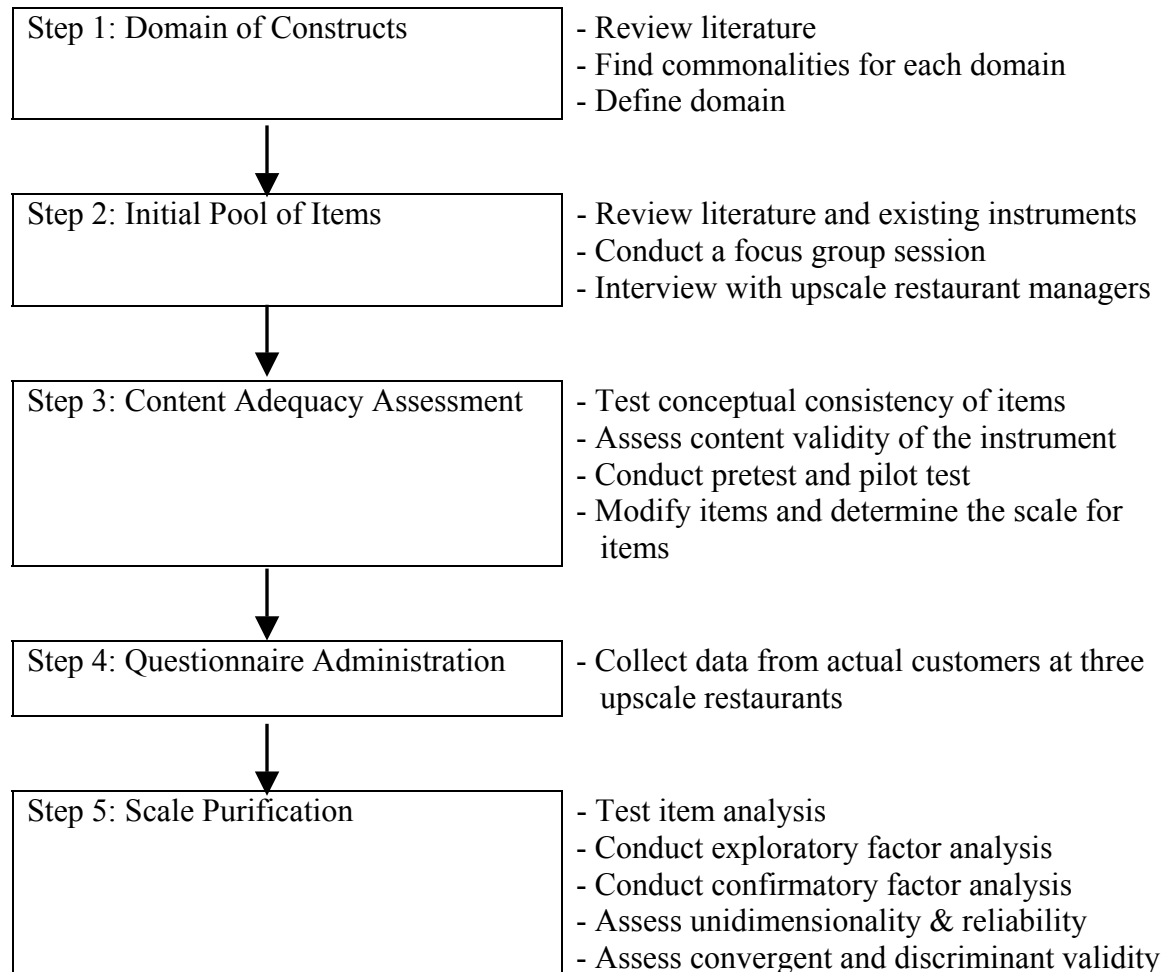 Step 1: Domain of Constructs
- Review literature
- Find commonalities for each domain
- Define domain
Step 2: Initial Pool of Items
- Review literature and existing instruments
- Conduct a focus group session
- Interview with upscale restaurant managers
Step 3: Content Adequacy Assessment
- Test conceptual consistency of items
- Assess content validity of the instrument
- Conduct pretest and pilot test
- Modify items and determine the scale for
items
Step 4: Questionnaire Administration
- Collect data from actual customers at three
upscale restaurants
Step 5: Scale Purification
- Test item analysis
- Conduct exploratory factor analysis
- Conduct confirmatory factor analysis
- Assess unidimensionality & reliability
- Assess convergent and discriminant validity